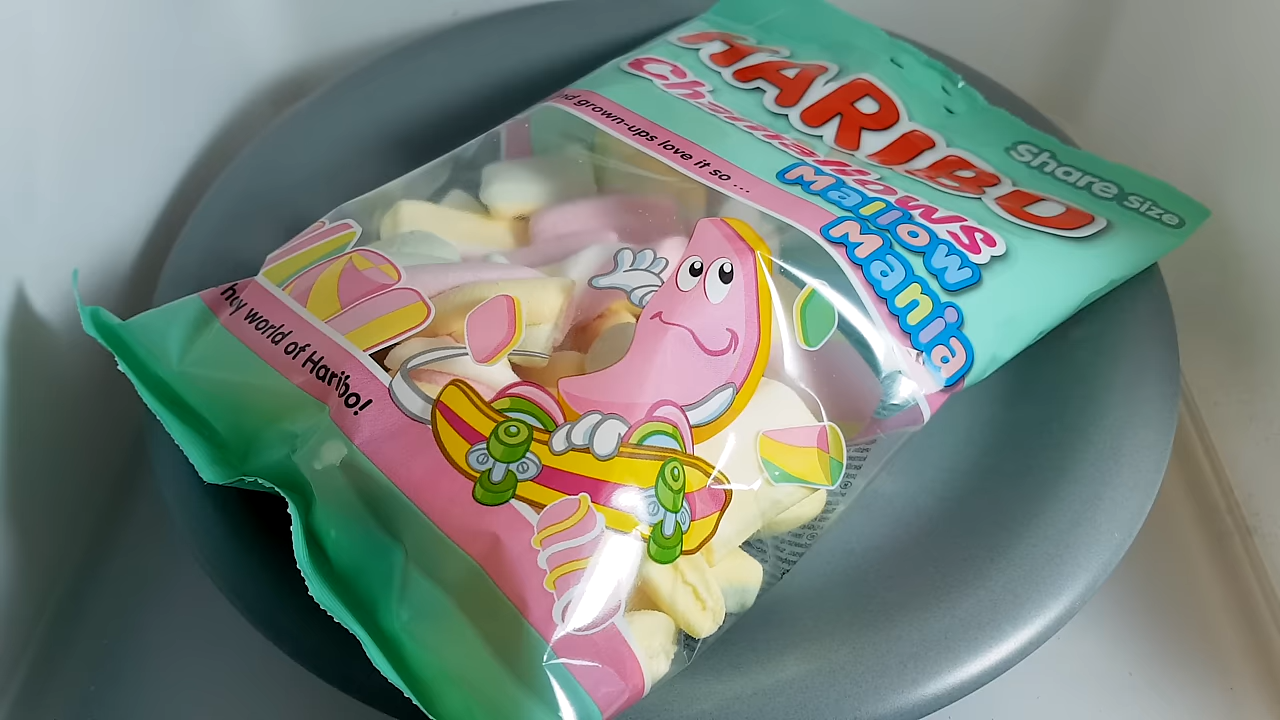 HARIBO
Share size
Chamallows
Mallow
Mania
grown-ups love it so ...
world of Haribo!